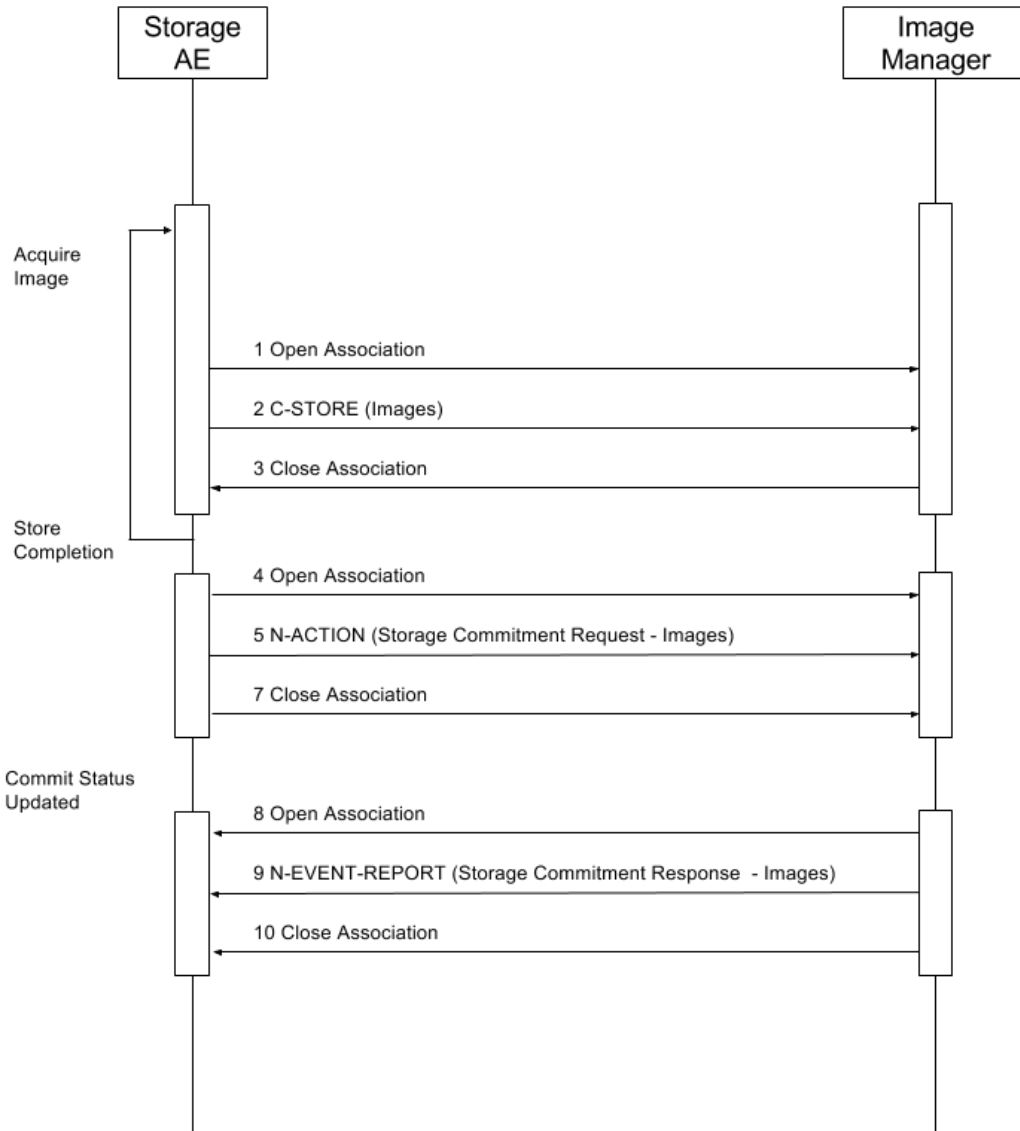 Storage
AE
Image
Manager
Acquire
Image
1 Open Association
2 C-STORE (Images)
3 Close Association
Store
Completion
4 Open Association
5 N-ACTION (Storage Commitment Request - Images)
7 Close Association
Commit Status
Updated
8 Open Association
9 N-EVENT-REPORT (Storage Commitment Response  - Images)
10 Close Association